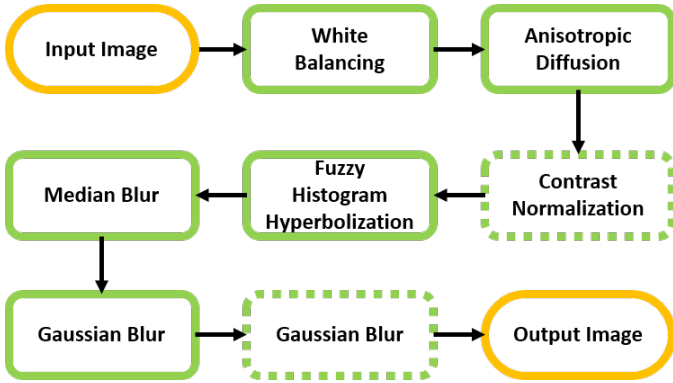 Input Image
White
Balancing
Anisotropic
Diffusion
Median Blur
Fuzzy
Histogram
Hyperbolization
Contrast
Normalization
Gaussian Blur
Gaussian Blur
Output Image